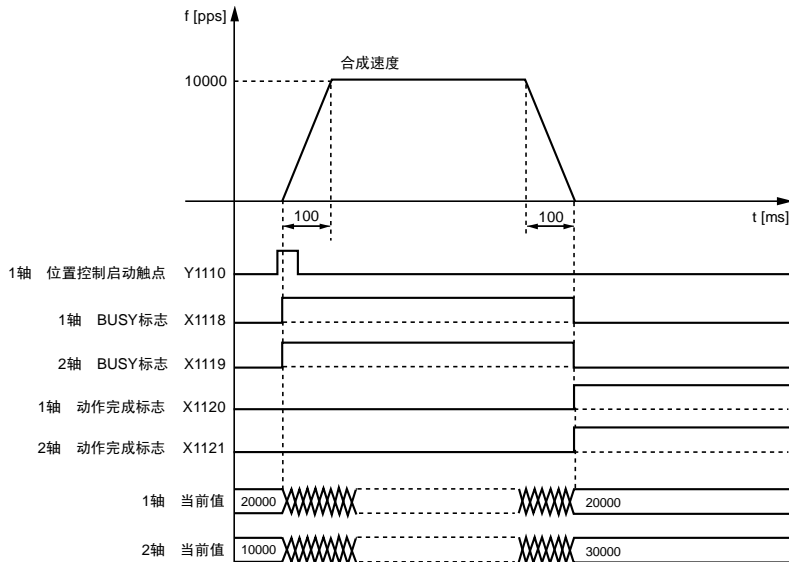 f [pps]
合成速度
10000
t [ms]
100 100
1轴 位置控制启动触点 Y1110
1轴 BUSY标志 X1118
2轴 BUSY标志 X1119
1轴 动作完成标志 X1120
2轴 动作完成标志 X1121
1轴 当前值 20000 20000
2轴 当前值 10000 30000